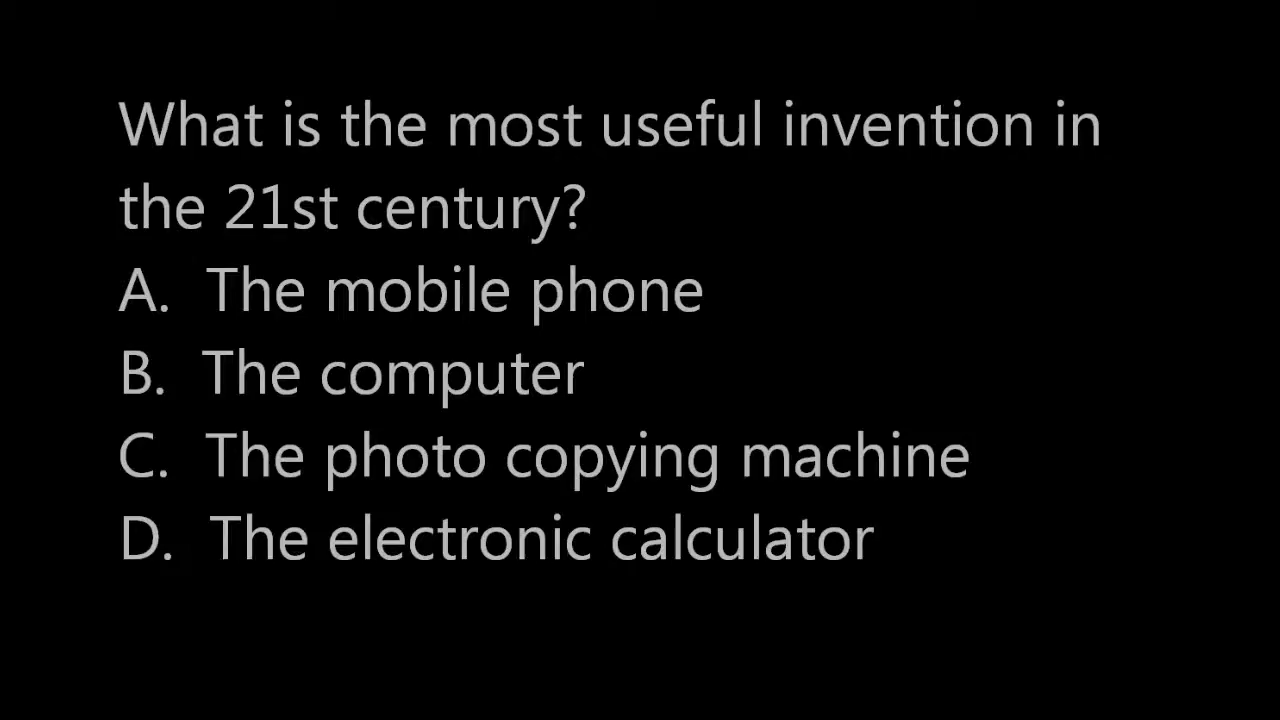 What is the most useful invention in
the 21st century?
A. The mobile phone
B. The computer
C. The photo copying machine
D. The electronic calculator